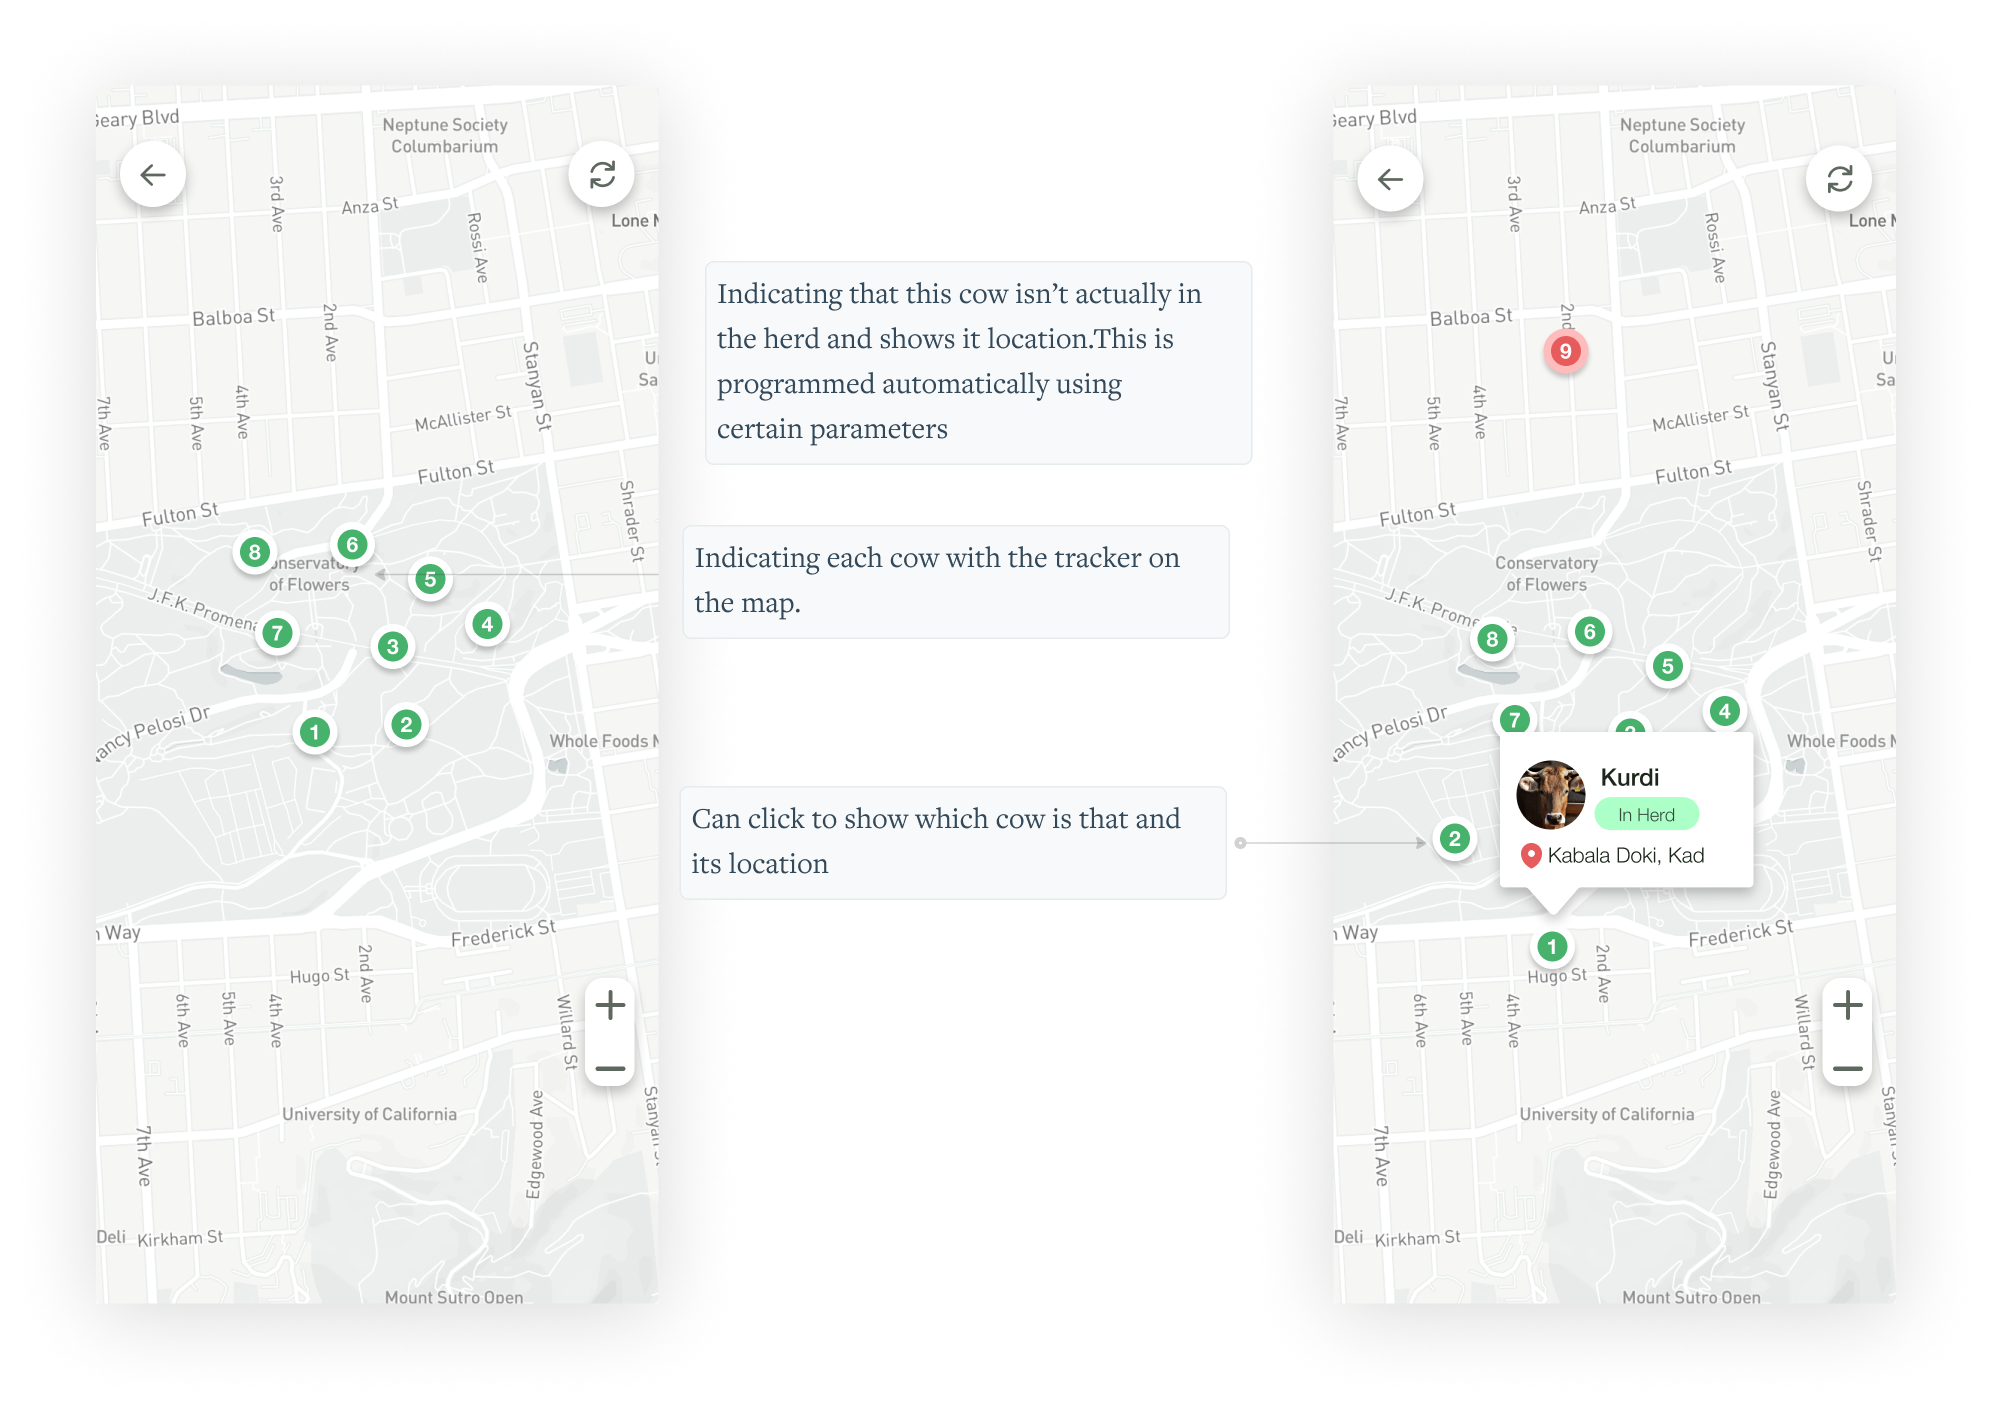 Geary Blvd
Neptune Society
Columbarium
3rd Ave
Anza St
Rossi Ave
Lone M
Balboa St
2nd Ave
Stanyan St
7th Ave
5th Ave
4th Ave
McAllister St
Fulton St
Fulton St
Shrader St
8
6
Conservatory
of Flowers
5
J.F.K. Promena
7
3
4
Nancy Pelosi Dr
1
2
Whole Foods M
n Way
Frederick St
Hugo St
2nd Ave
6th Ave
5th Ave
4th Ave
Willard St
University of California
Edgewood Ave
Stanyan St
7th Ave
Deli
Kirkham St
Mount Sutro Open
Indicating that this cow isn’t actually in
the herd and shows it location.This is
programmed automatically using
certain parameters
Indicating each cow with the tracker on
the map.
Can click to show which cow is that and
its location
Geary Blvd
Neptune Society
Columbarium
3rd Ave
Anza St
Rossi Ave
Lone M
Balboa St
2nd
9
Stanyan St
7th Ave
5th Ave
4th Ave
McAllister St
Fulton St
Fulton St
Shrader St
Conservatory
of Flowers
J.F.K. Prome
8
6
5
Nancy Pelosi Dr
7
4
Whole Foods M
Kurdi
In Herd
Kabala Doki, Kad
2
n Way
Frederick St
1
Hugo St
2nd Ave
6th Ave
5th Ave
4th Ave
Willard St
University of California
Edgewood Ave
Stanyan
7th Ave
Deli
Kirkham St
Mount Sutro Open